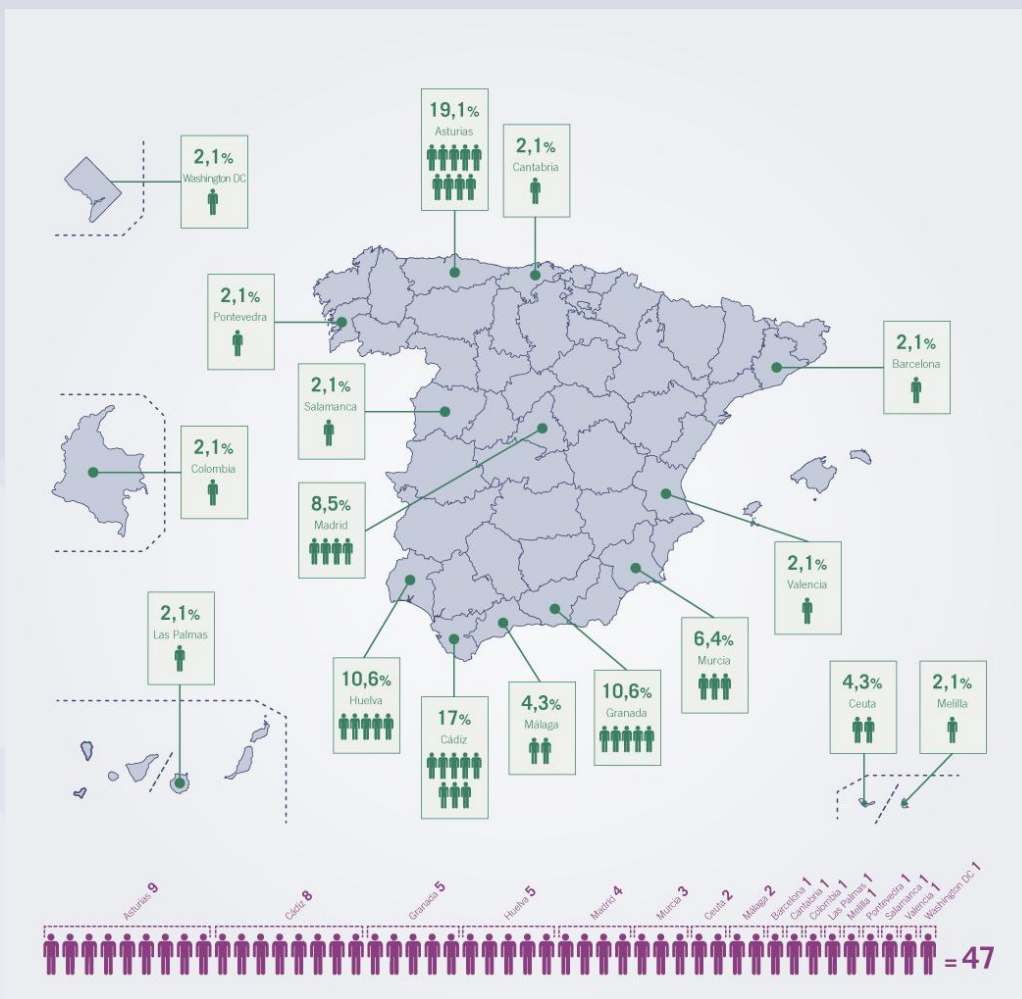 19,1%
Asturias
2,1%
Cantabria
2,1%
Washington DC
2,1%
Pontevedra
2,1%
Barcelona
2,1%
Salamanca
2,1%
Colombia
8,5%
Madrid
2,1%
Valencia
2,1%
Las Palmas
6,4%
Murcia
10,6%
Huelva
17%
Cádiz
4,3%
Málaga
10,6%
Granada
4,3%
Ceuta
2,1%
Melilla
Asturias 9
Cádiz 8
Granada 5
Huelva 5
Madrid 4
Murcia 3
Ceuta 2
Málaga 2
Barcelona 1
Cantabria 1
Colombia 1
Las Palmas 1
Melilla 1
Pontevedra 1
Salamanca 1
Valencia 1
Washington DC 1
= 47